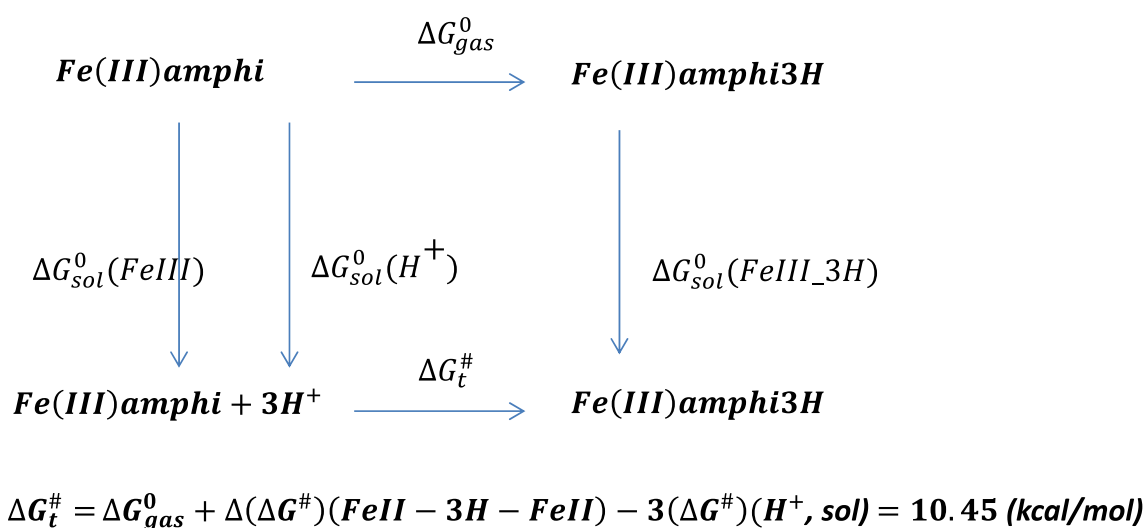 ΔG⁰gas
Fe(III)amphi Fe(III)amphi3H
ΔG⁰sol(FeIII) ΔG⁰sol(H⁺) ΔG⁰sol(FeIII_3H)
ΔG#t
Fe(III)amphi + 3H⁺ Fe(III)amphi3H
ΔG#t = ΔG⁰gas + Δ(ΔG#)(FeII − 3H − FeII) − 3(ΔG#)(H⁺, sol) = 10.45 (kcal/mol)